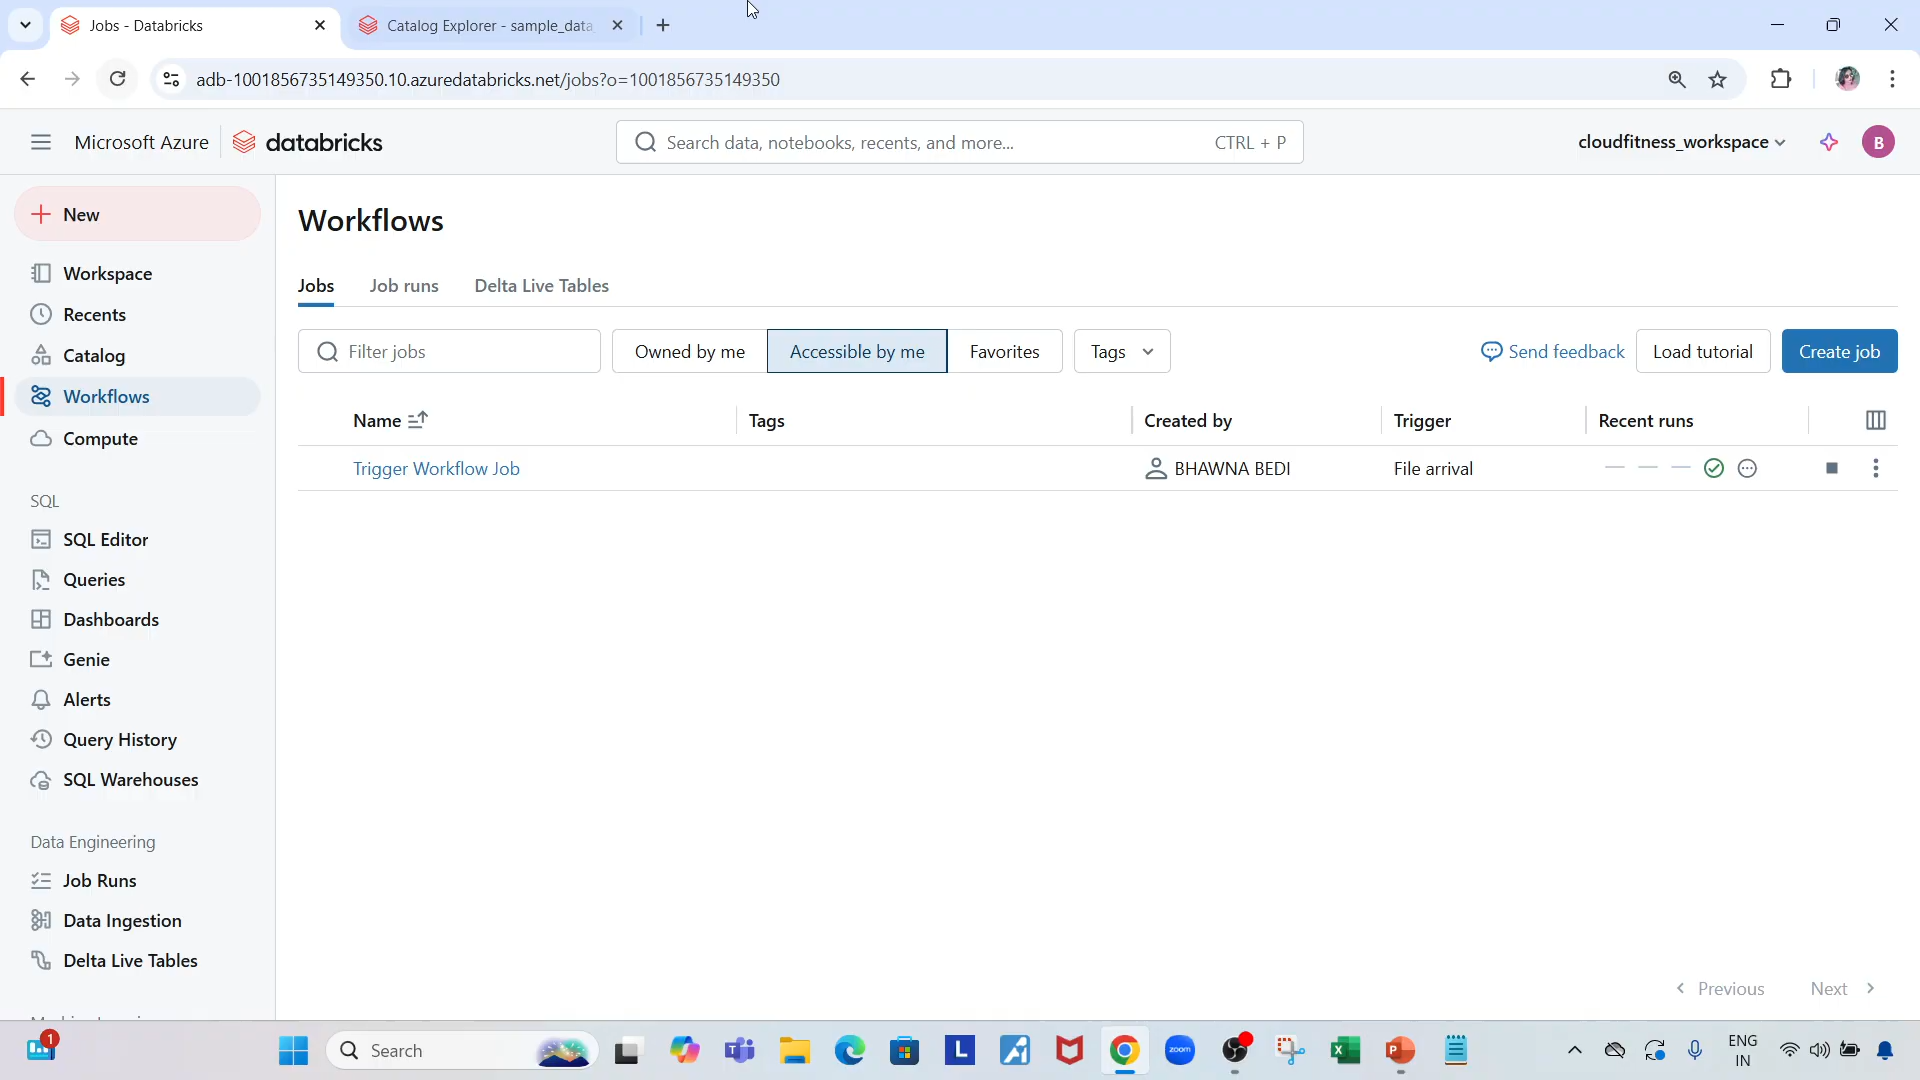 Jobs - Databricks
Catalog Explorer - sample_data
adb-1001856735149350.10.azuredatabricks.net/jobs?o=1001856735149350
Microsoft Azure
databricks
Search data, notebooks, recents, and more...
CTRL + P
cloudfitness_workspace
B
New
Workspace
Recents
Catalog
Workflows
Compute
SQL
SQL Editor
Queries
Dashboards
Genie
Alerts
Query History
SQL Warehouses
Data Engineering
Job Runs
Data Ingestion
Delta Live Tables
Workflows
Jobs
Job runs
Delta Live Tables
Filter jobs
Owned by me
Accessible by me
Favorites
Tags
Send feedback
Load tutorial
Create job
Name
Tags
Created by
Trigger
Recent runs
Trigger Workflow Job
BHAWNA BEDI
File arrival
Previous
Next
1
Search
L
zoom
X
P
ENG
IN